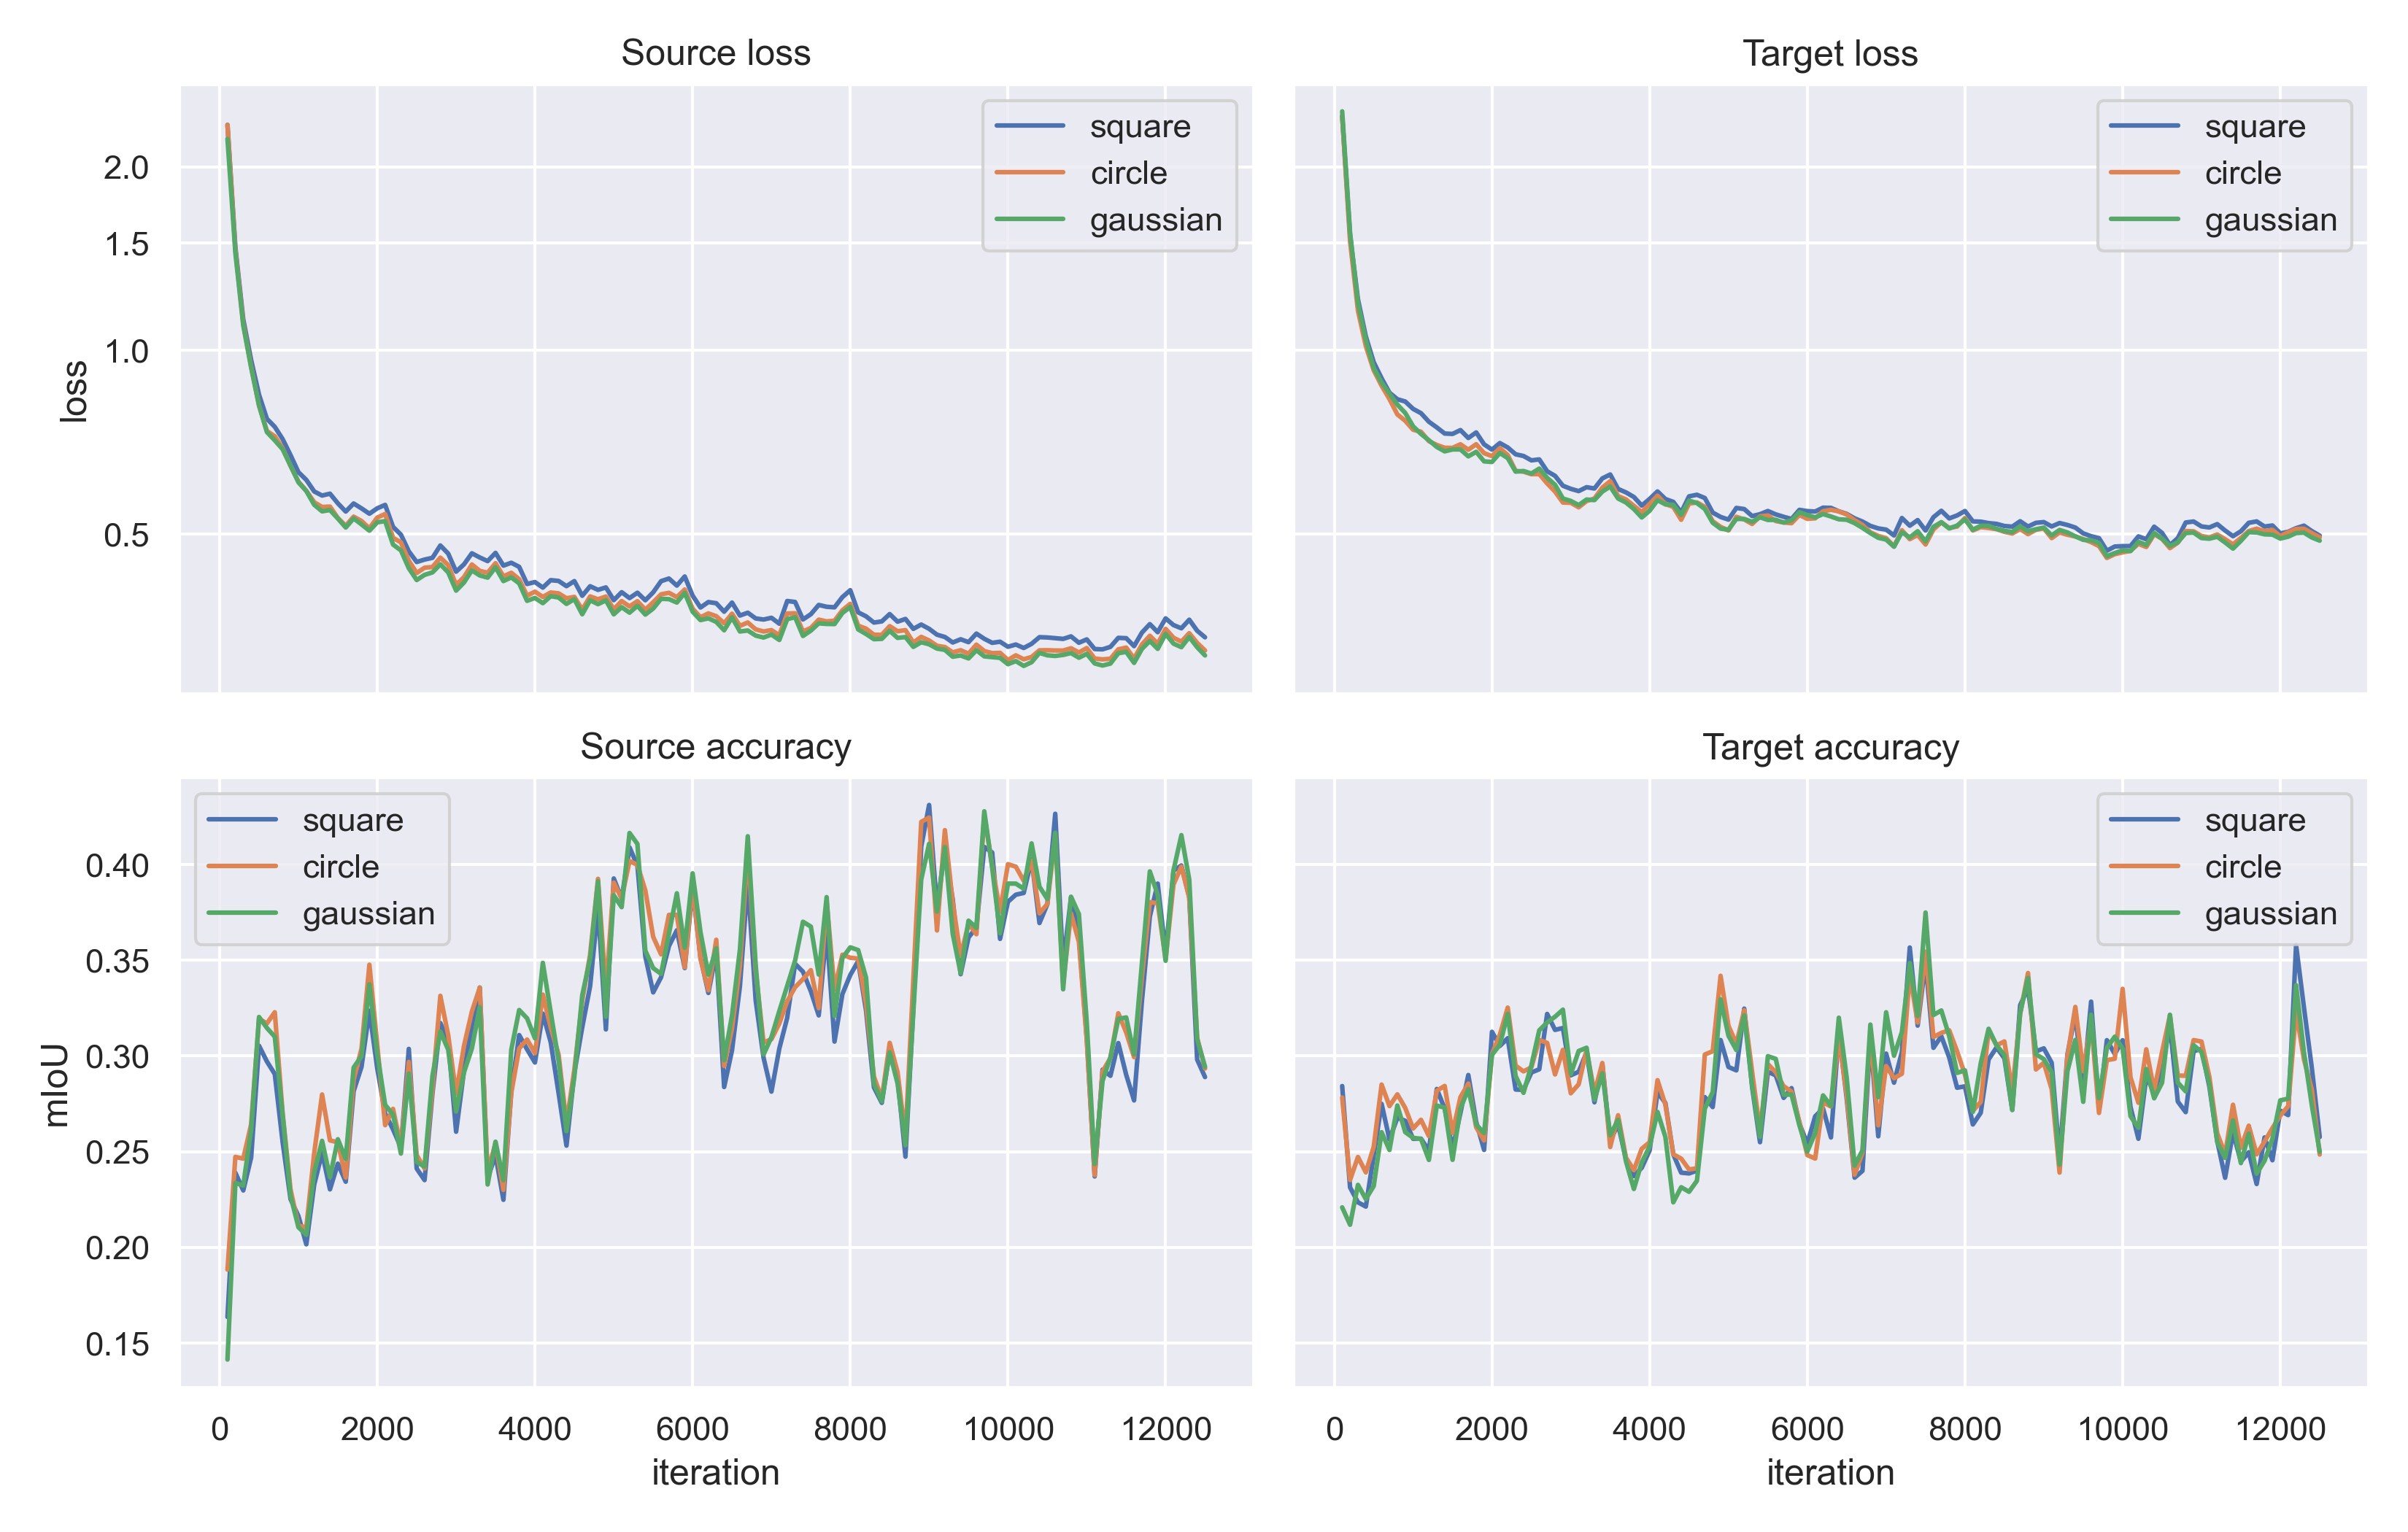 Source loss
Target loss
square
circle
gaussian
square
circle
gaussian
2.0
1.5
1.0
0.5
loss
Source accuracy
Target accuracy
square
circle
gaussian
square
circle
gaussian
0.40
0.35
0.30
0.25
0.20
0.15
mIoU
0 2000 4000 6000 8000 10000 12000
0 2000 4000 6000 8000 10000 12000
iteration
iteration